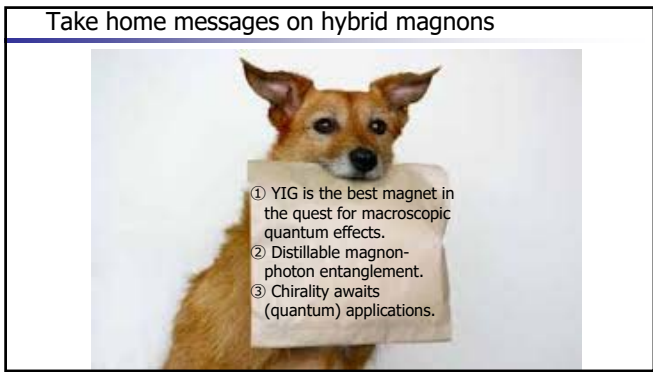 Take home messages on hybrid magnons
① YIG is the best magnet in
the quest for macroscopic
quantum effects.
② Distillable magnon-
photon entanglement.
③ Chirality awaits
(quantum) applications.